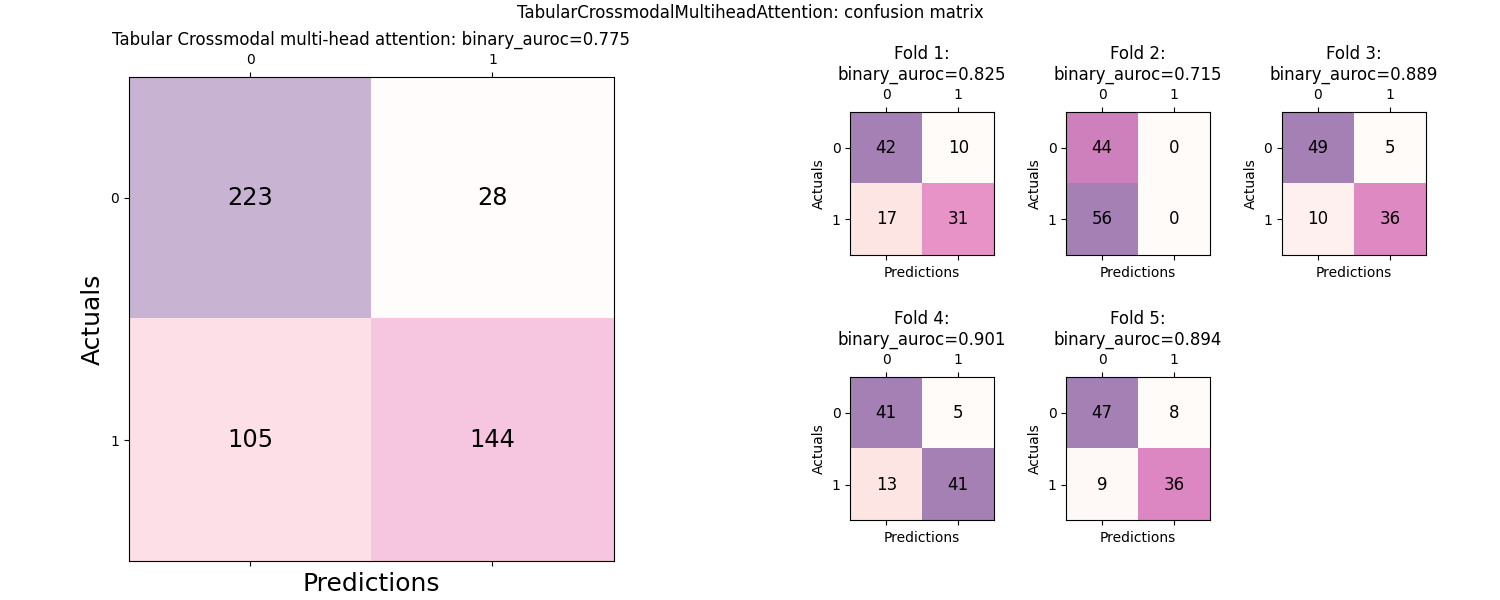 TabularCrossmodalMultiheadAttention: confusion matrix
Tabular Crossmodal multi-head attention: binary_auroc=0.775
0 1
0 223 28
1 105 144
Actuals
Predictions
Fold 1:
binary_auroc=0.825
0 1
0 42 10
1 17 31
Actuals
Predictions
Fold 2:
binary_auroc=0.715
0 1
0 44 0
1 56 0
Actuals
Predictions
Fold 3:
binary_auroc=0.889
0 1
0 49 5
1 10 36
Actuals
Predictions
Fold 4:
binary_auroc=0.901
0 1
0 41 5
1 13 41
Actuals
Predictions
Fold 5:
binary_auroc=0.894
0 1
0 47 8
1 9 36
Actuals
Predictions